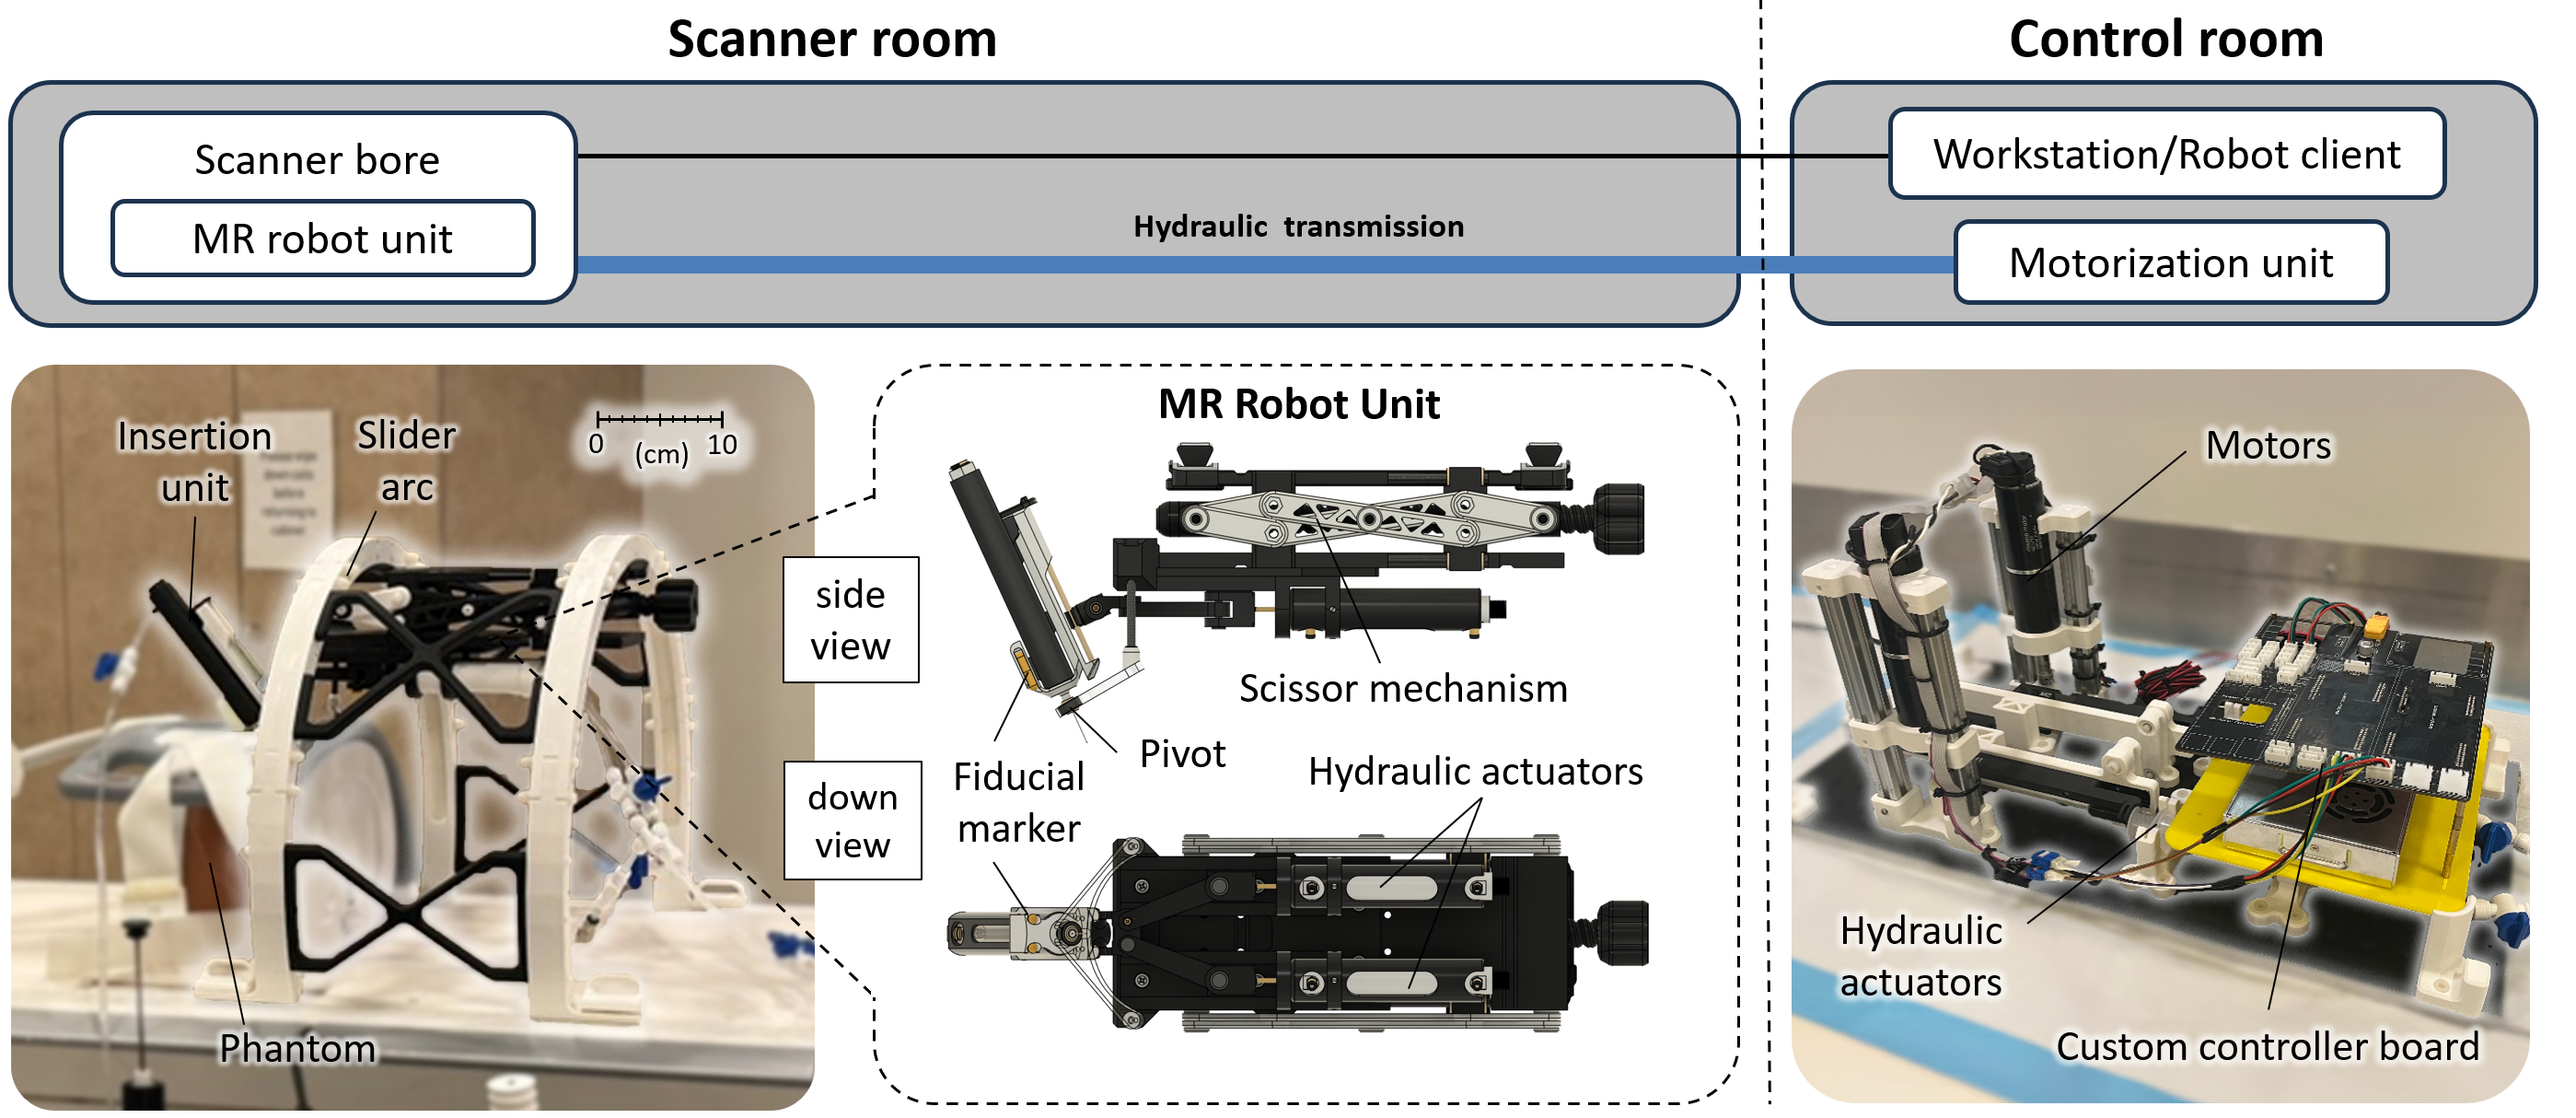 Scanner room
Control room
Scanner bore
MR robot unit
Hydraulic transmission
Workstation/Robot client
Motorization unit
Insertion
unit
Slider
arc
0
(cm)
10
Phantom
side
view
down
view
MR Robot Unit
Scissor mechanism
Pivot
Fiducial
marker
Hydraulic actuators
Motors
Hydraulic
actuators
Custom controller board